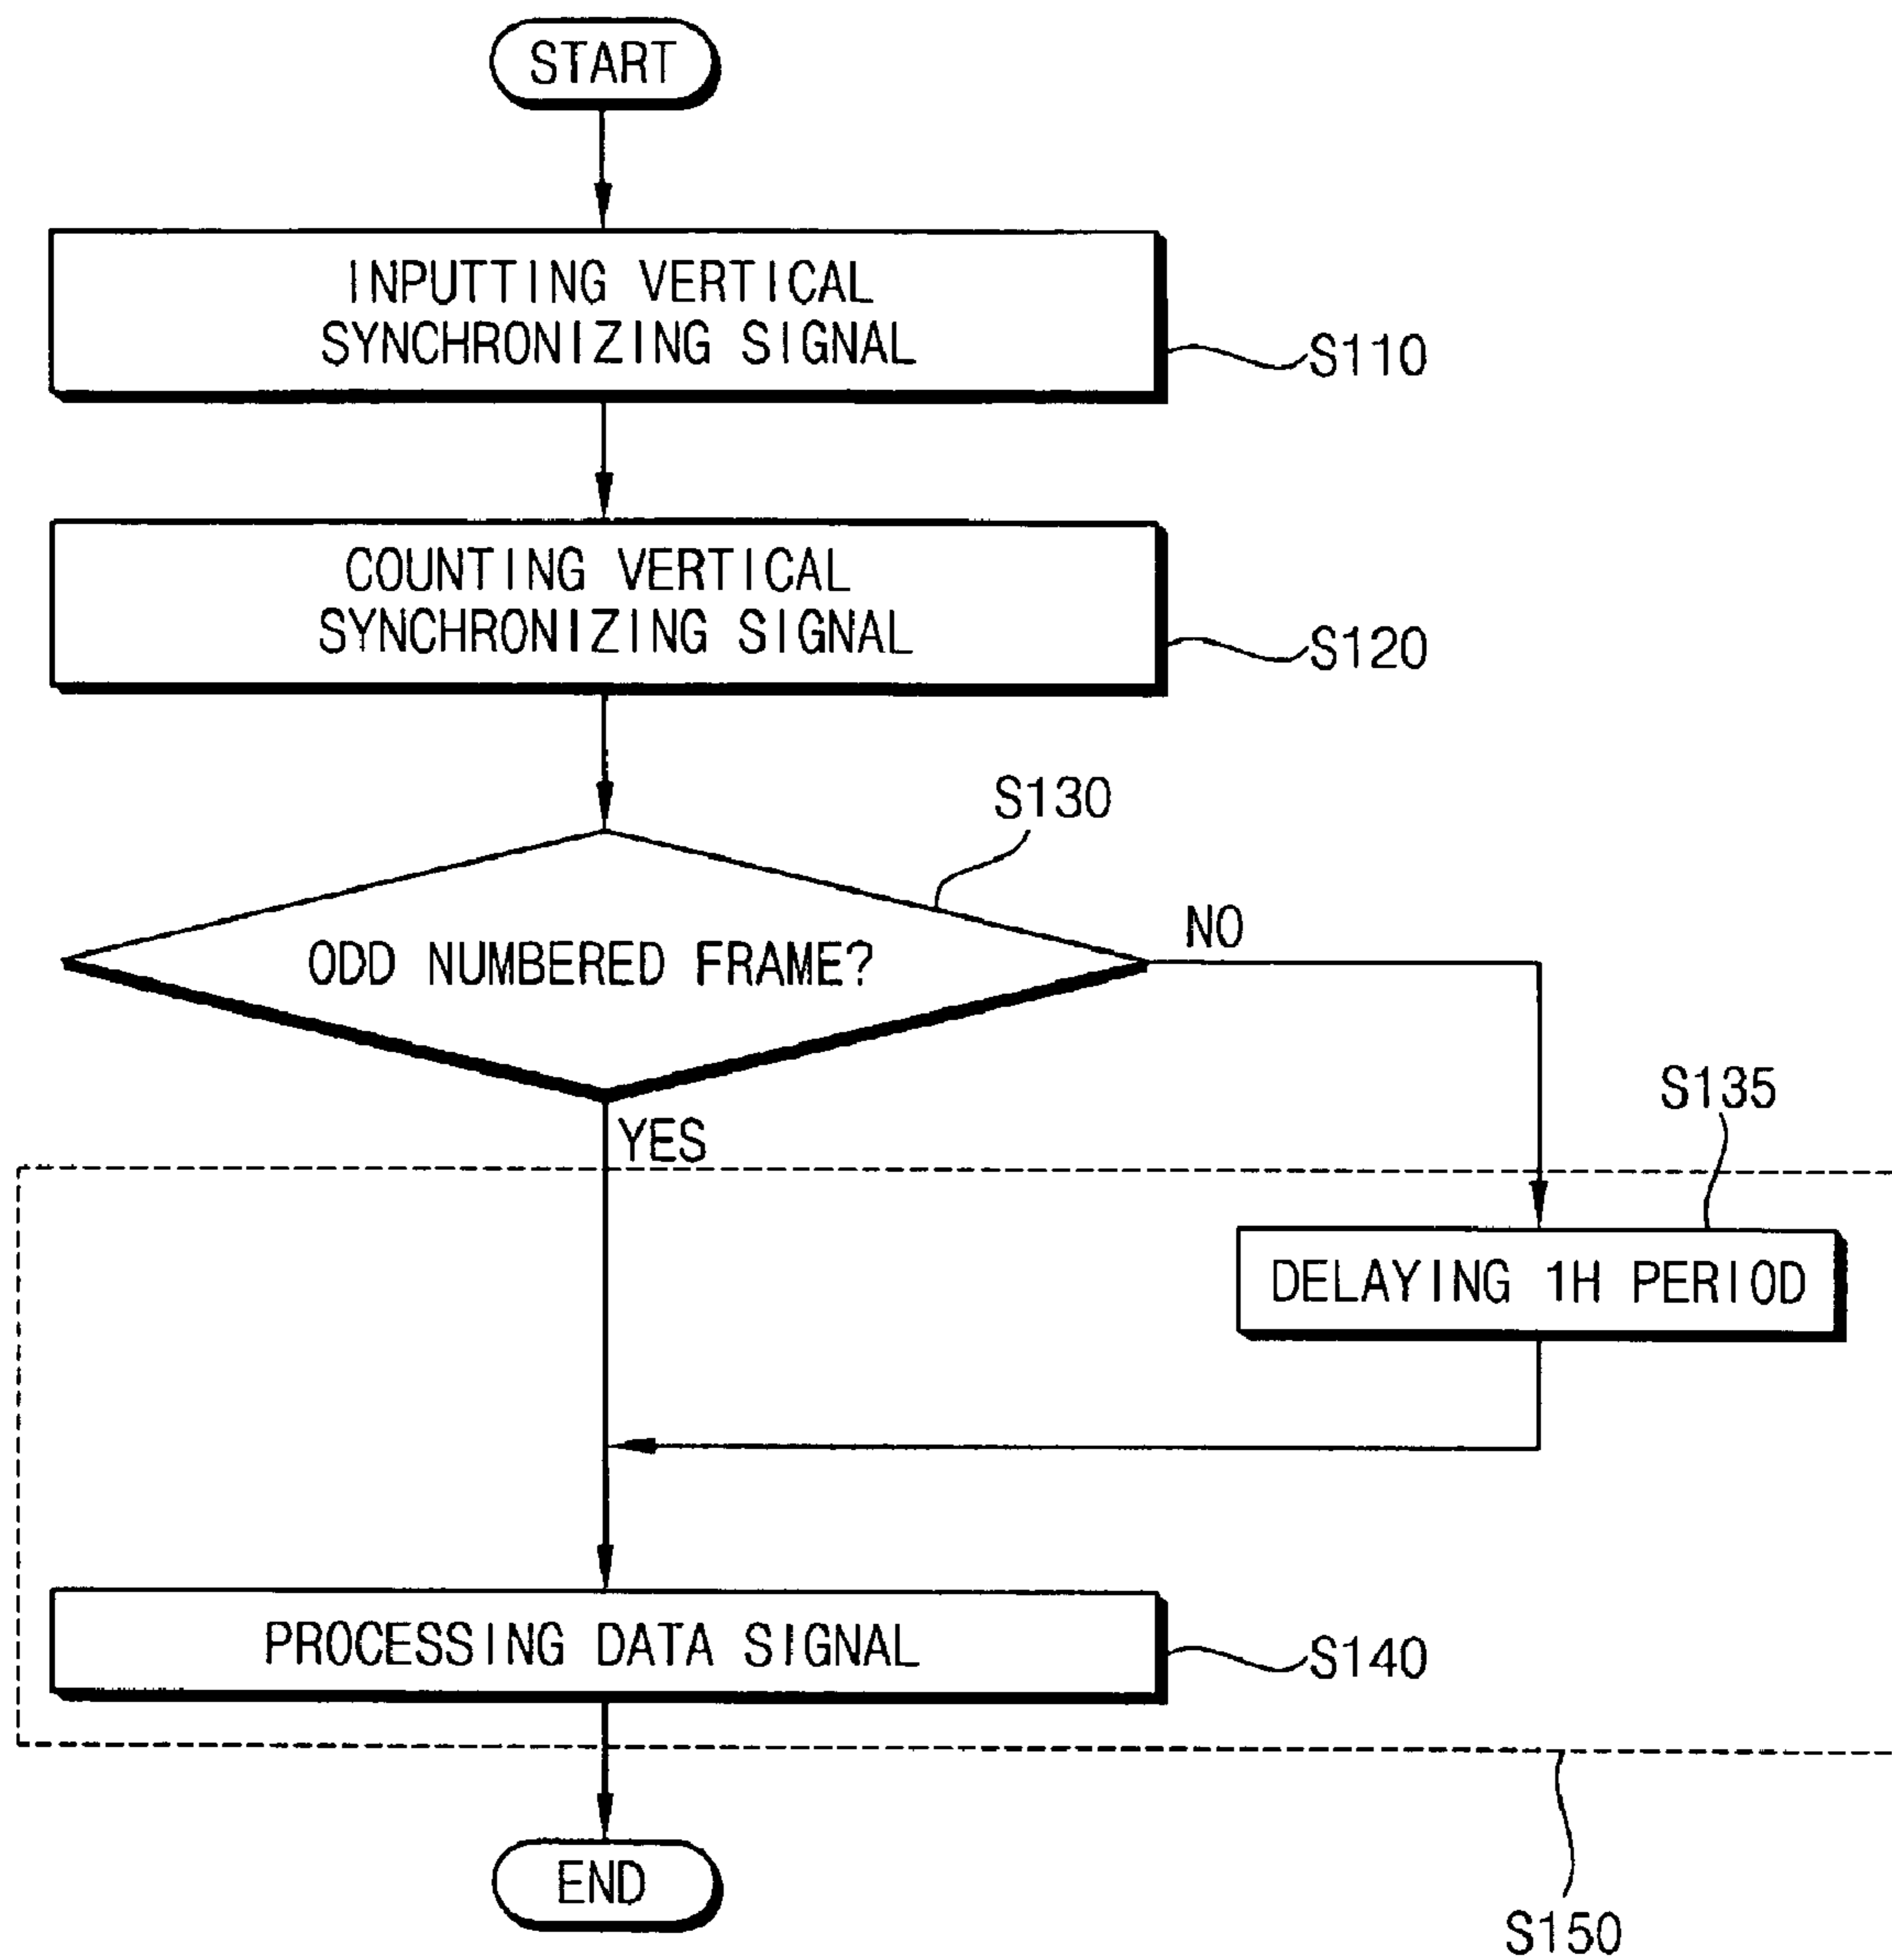 START
INPUTTING VERTICAL
SYNCHRONIZING SIGNAL
S110
COUNTING VERTICAL
SYNCHRONIZING SIGNAL
S120
S130
ODD NUMBERED FRAME?
NO
YES
S135
DELAYING 1H PERIOD
PROCESSING DATA SIGNAL
S140
END
S150